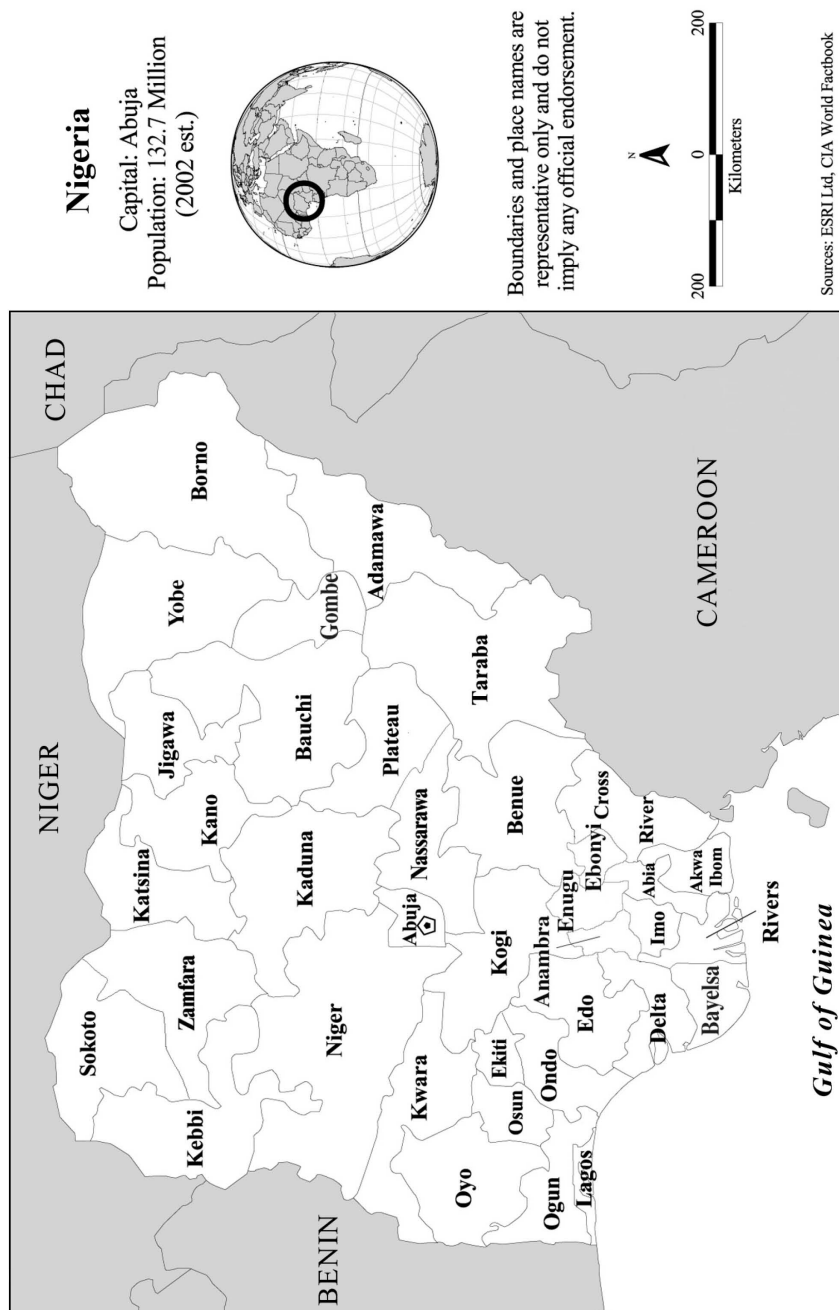 Nigeria
Capital: Abuja
Population: 132.7 Million
(2002 est.)
Boundaries and place names are
representative only and do not
imply any official endorsement.
N
200 0 200
Kilometers
Sources: ESRI Ltd, CIA World Factbook
NIGER
CHAD
BENIN
CAMEROON
Gulf of Guinea
Sokoto
Katsina
Jigawa
Yobe
Borno
Kebbi
Zamfara
Kano
Niger
Kaduna
Bauchi
Gombe
Adamawa
Abuja
Nassarawa
Plateau
Taraba
Kwara
Oyo
Kogi
Benue
Osun
Ekiti
Ogun
Ondo
Anambra
Enugu
Edo
Ebonyi
Cross
River
Lagos
Delta
Imo
Abia
Bayelsa
Akwa
Ibom
Rivers